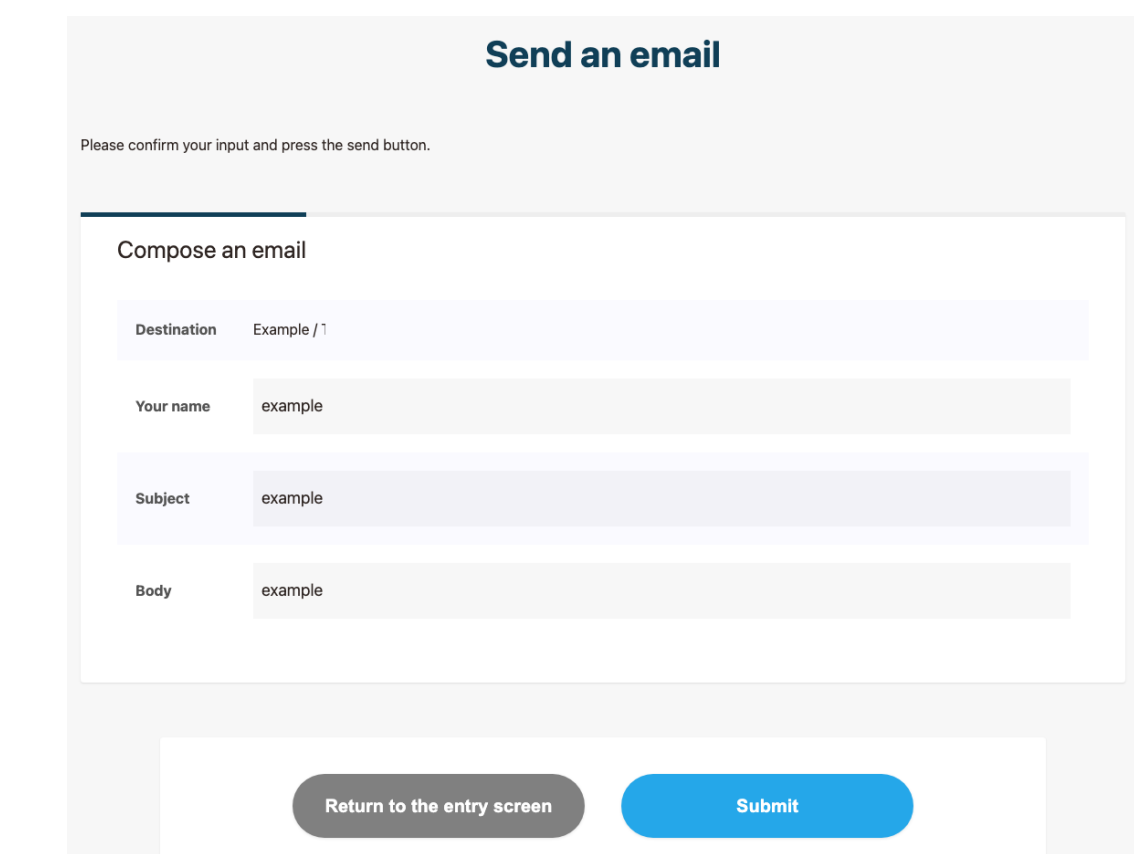 Send an email
Please confirm your input and press the send button.
Compose an email
Destination Example /
Your name example
Subject example
Body example
Return to the entry screen Submit